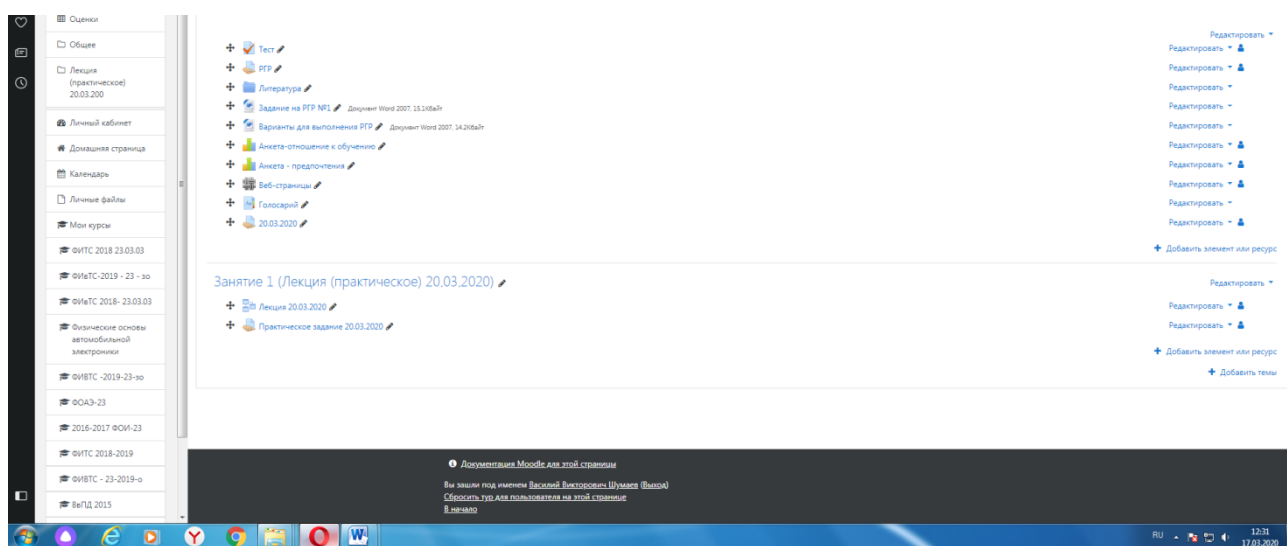 Оценки
Общее
Лекция
(практическое)
20.03.200
Личный кабинет
Домашняя страница
Календарь
Личные файлы
Мои курсы
ФИТС 2018 23.03.03
ФИвТС-2019 - 23 - зо
ФИвТС 2018- 23.03.03
Физические основы
автомобильной
электроники
ФИВТС -2019-23-зо
ФОАЭ-23
2016-2017 ФОИ-23
ФИТС 2018-2019
ФИВТС - 23-2019-о
ВвПД 2015
Редактировать
Тест Редактировать
РГР Редактировать
Литература Редактировать
Задание на РГР №1 Документ Word 2007, 15.1Кбайт Редактировать
Варианты для выполнения РГР Документ Word 2007, 14.2Кбайт Редактировать
Анкета-отношение к обучению Редактировать
Анкета - предпочтения Редактировать
Веб-страницы Редактировать
Голосарий Редактировать
20.03.2020 Редактировать
Добавить элемент или ресурс
Занятие 1 (Лекция (практическое) 20.03.2020) Редактировать
Лекция 20.03.2020 Редактировать
Практическое задание 20.03.2020 Редактировать
Добавить элемент или ресурс
Добавить темы
Документация Moodle для этой страницы
Вы зашли под именем Василий Викторович Шумаев (Выход)
Сбросить тур для пользователя на этой странице
В начало
RU 12:31
17.03.2020